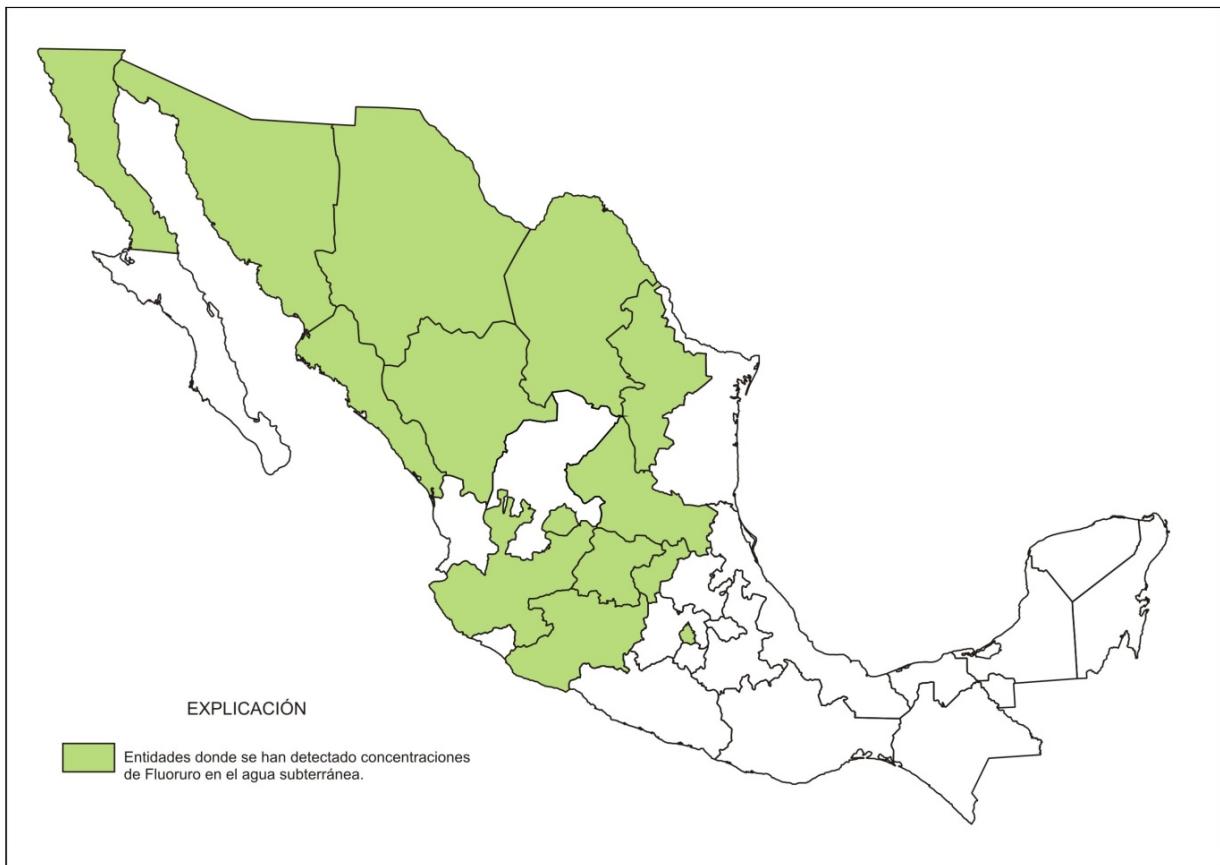 EXPLICACIÓN
Entidades donde se han detectado concentraciones
de Fluoruro en el agua subterránea.